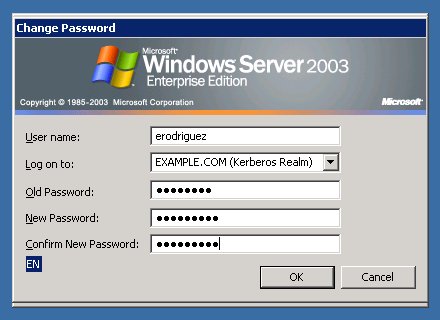 Change Password
Microsoft®
Windows Server 2003
Enterprise Edition
Copyright © 1985-2003 Microsoft Corporation
Microsoft
User name:
erodriguez
Log on to:
EXAMPLE.COM (Kerberos Realm)
Old Password:
●●●●●●●●
New Password:
●●●●●●●●●
Confirm New Password:
●●●●●●●●●
EN
OK
Cancel